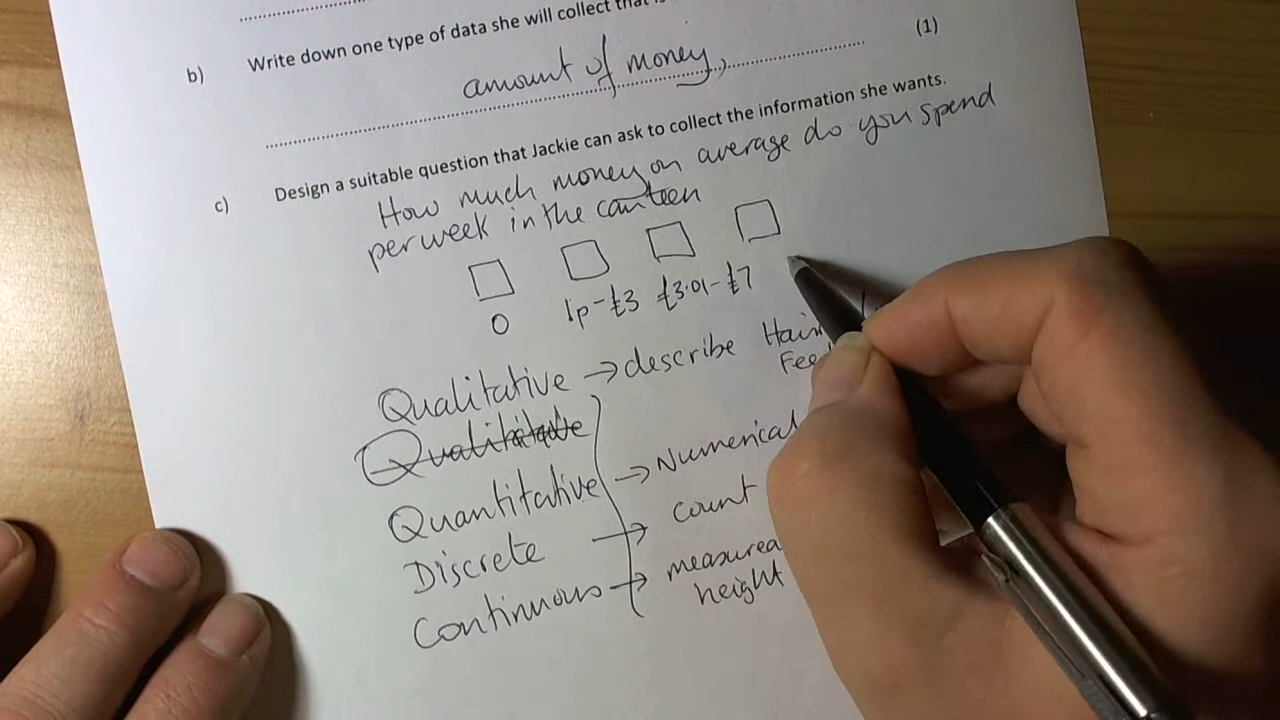 b) Write down one type of data she will collect that
(1)
amount of money
c) Design a suitable question that Jackie can ask to collect the information she wants.
How much money on average do you spend
per week in the canteen
0 1p-£3 £3.01-£7
Qualitative → describe
Quantitative → Numerical
Discrete → count
Continuous → measurea
height